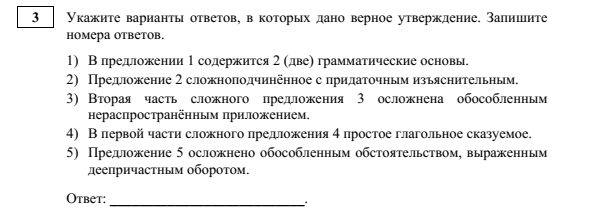 3
Укажите варианты ответов, в которых дано верное утверждение. Запишите
номера ответов.
1) В предложении 1 содержится 2 (две) грамматические основы.
2) Предложение 2 сложноподчинённое с придаточным изъяснительным.
3) Вторая часть сложного предложения 3 осложнена обособленным
нераспространённым приложением.
4) В первой части сложного предложения 4 простое глагольное сказуемое.
5) Предложение 5 осложнено обособленным обстоятельством, выраженным
деепричастным оборотом.
Ответ: ___________________________.